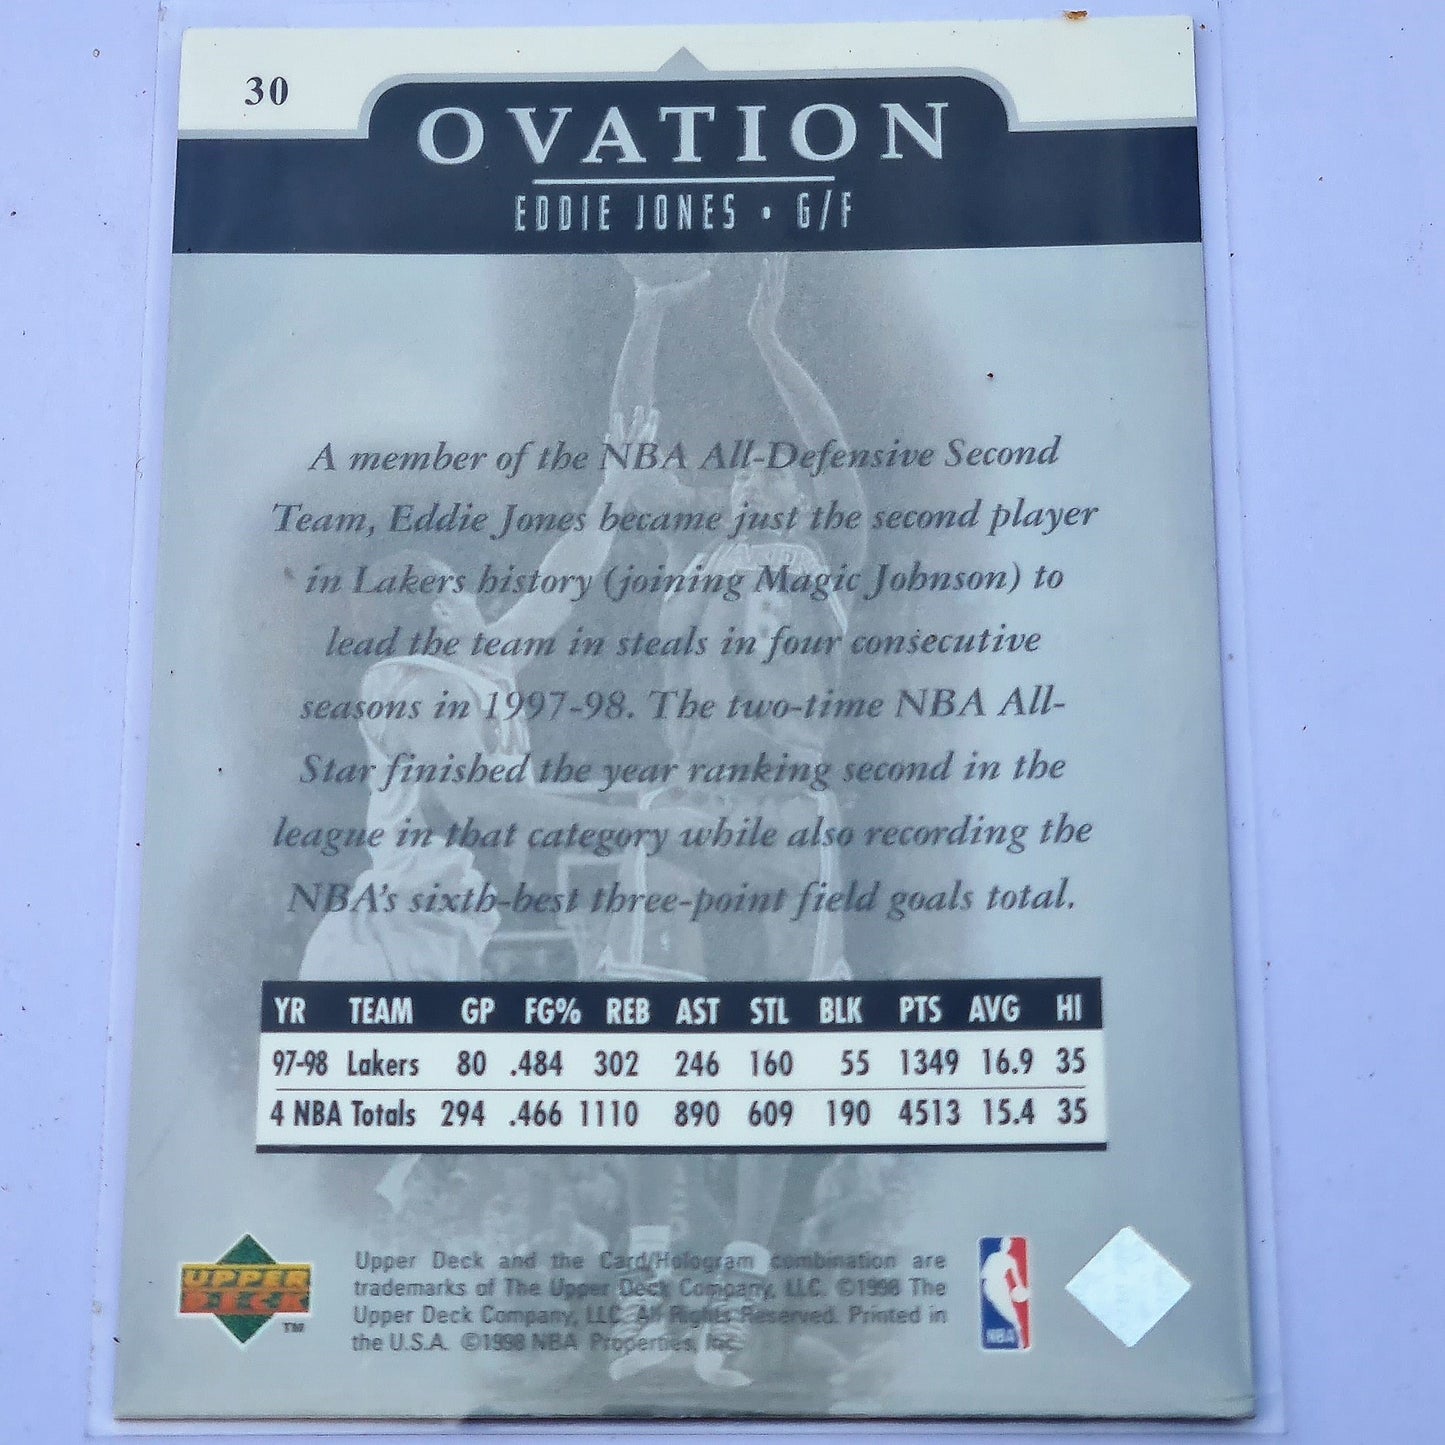 30
OVATION
EDDIE JONES • G/F
A member of the NBA All-Defensive Second
Team, Eddie Jones became just the second player
in Lakers history (joining Magic Johnson) to
lead the team in steals in four consecutive
seasons in 1997-98. The two-time NBA All-
Star finished the year ranking second in the
league in that category while also recording the
NBA's sixth-best three-point field goals total.
YR TEAM GP FG% REB AST STL BLK PTS AVG HI
97-98 Lakers 80 .484 302 246 160 55 1349 16.9 35
4 NBA Totals 294 .466 1110 890 609 190 4513 15.4 35
UPPER
DECK
TM
Upper Deck and the Card/Hologram combination are
trademarks of The Upper Deck Company, LLC. ©1998 The
Upper Deck Company, LLC. All Rights Reserved. Printed in
the U.S.A. ©1998 NBA Properties, Inc.
NBA